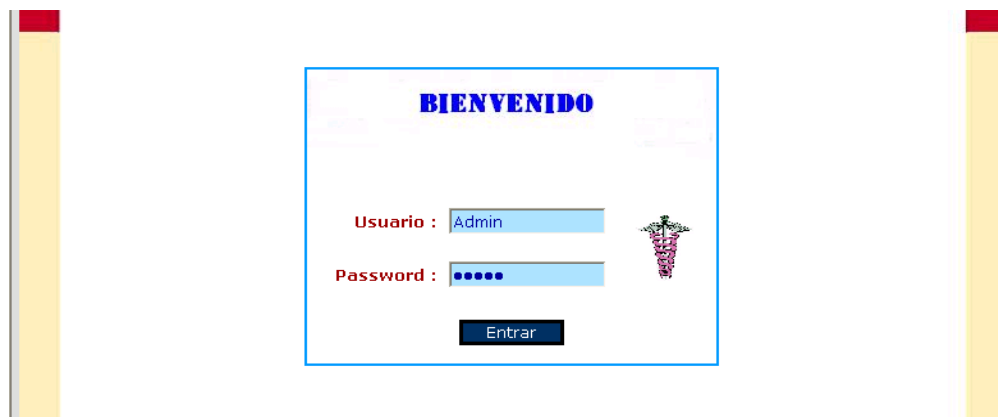 BIENVENIDO
Usuario : Admin
Password : •••••
Entrar